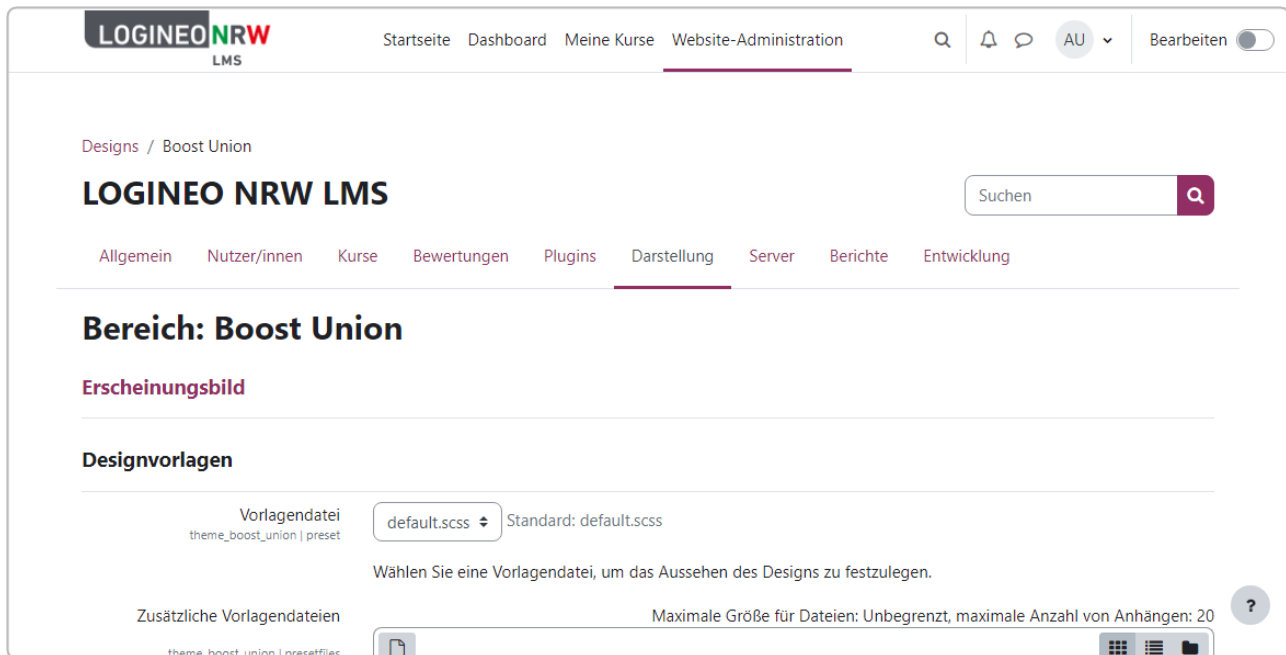 LOGINEO NRW
LMS
Startseite Dashboard Meine Kurse Website-Administration AU Bearbeiten
Designs / Boost Union
LOGINEO NRW LMS
Suchen
Allgemein Nutzer/innen Kurse Bewertungen Plugins Darstellung Server Berichte Entwicklung
Bereich: Boost Union
Erscheinungsbild
Designvorlagen
Vorlagendatei default.scss Standard: default.scss
theme_boost_union | preset
Wählen Sie eine Vorlagendatei, um das Aussehen des Designs zu festzulegen.
Zusätzliche Vorlagendateien Maximale Größe für Dateien: Unbegrenzt, maximale Anzahl von Anhängen: 20
?
theme_boost_union | presetfiles